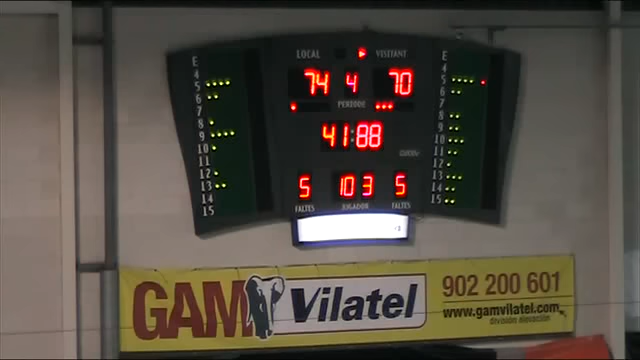 LOCAL VISITANT
E E
4 74 4 70 4
5 5
6 PERIODE 6
7 7
8 8
9 41:88 9
10 10
11 11
12 12
13 5 10 3 5 13
14 FALTES JUGADOR FALTES 14
15 15
GAM Vilatel 902 200 601
www.gamvilatel.com
división elevación